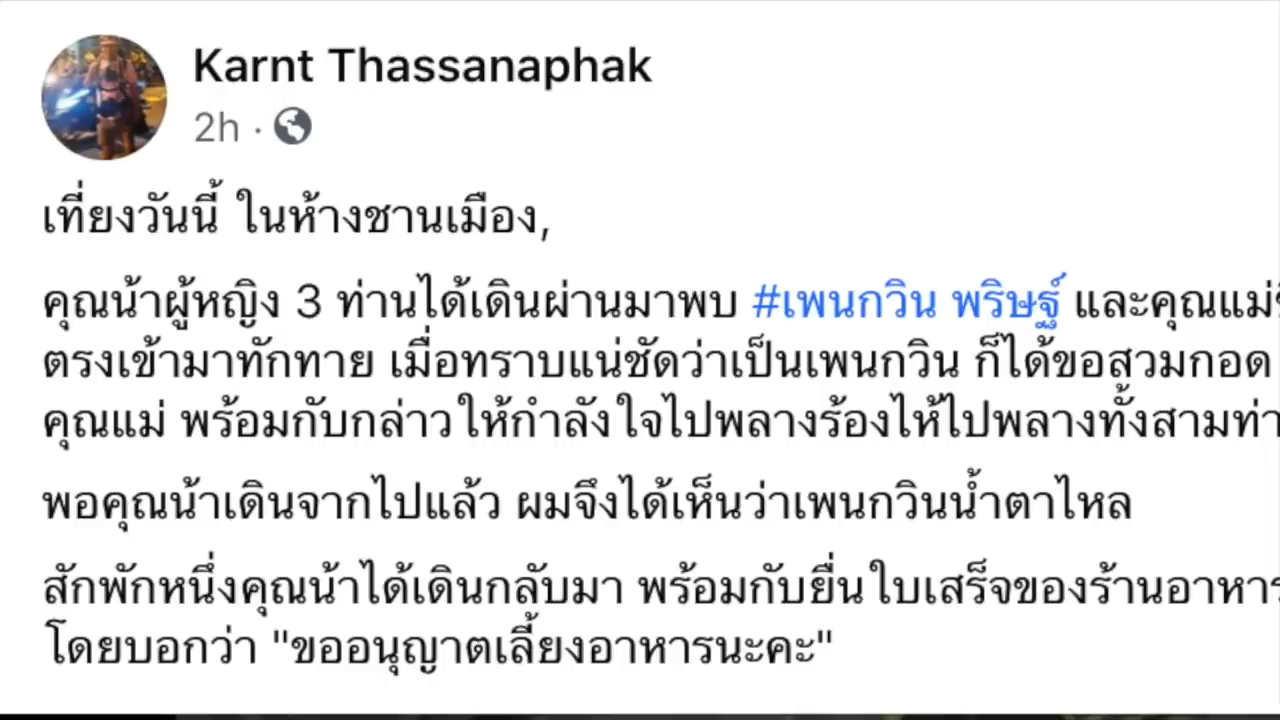 Karnt Thassanaphak
2h ·
เที่ยงวันนี้ ในห้างชานเมือง,
คุณน้าผู้หญิง 3 ท่านได้เดินผ่านมาพบ #เพนกวิน พริษฐ์ และคุณแม่
ตรงเข้ามาทักทาย เมื่อทราบแน่ชัดว่าเป็นเพนกวิน ก็ได้ขอสวมกอด
คุณแม่ พร้อมกับกล่าวให้กำลังใจไปพลางร้องไห้ไปพลางทั้งสามท่า
พอคุณน้าเดินจากไปแล้ว ผมจึงได้เห็นว่าเพนกวินน้ำตาไหล
สักพักหนึ่งคุณน้าได้เดินกลับมา พร้อมกับยื่นใบเสร็จของร้านอาหาร
โดยบอกว่า "ขออนุญาตเลี้ยงอาหารนะคะ"